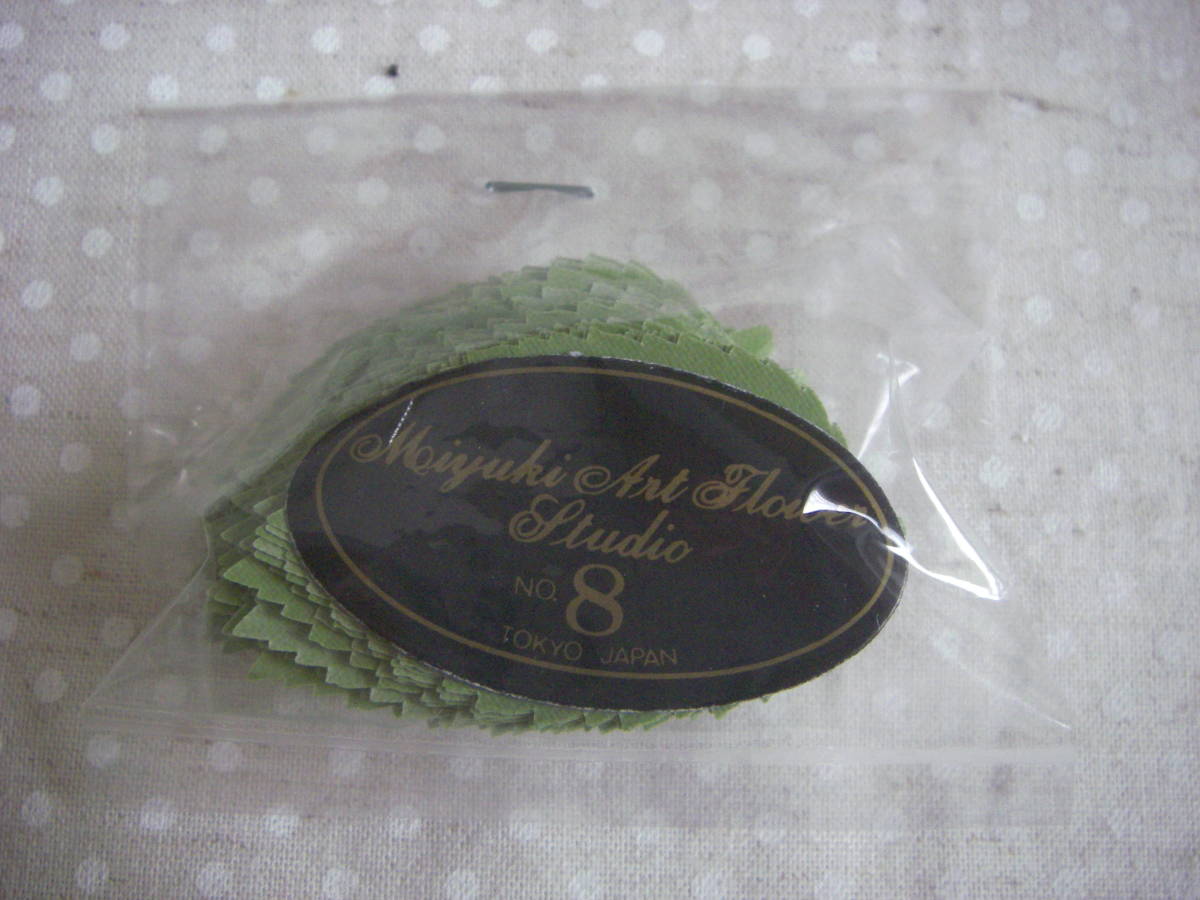 Miyuki Art Flower
Studio
NO. 8
TOKYO JAPAN